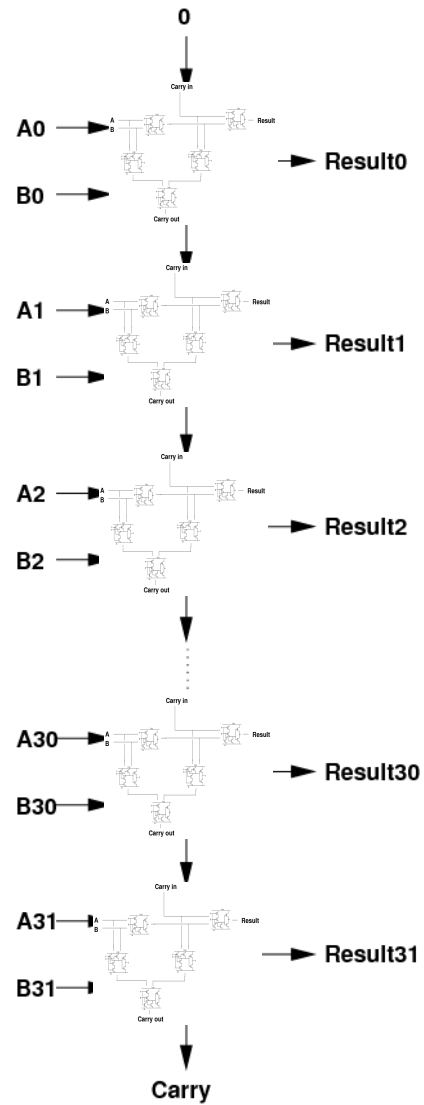 0
Carry in
A0
A
B
Result
Result0
B0
Carry out
Carry in
A1
A
B
Result
Result1
B1
Carry out
Carry in
A2
A
B
Result
Result2
B2
Carry out
Carry in
A30
A
B
Result
Result30
B30
Carry out
Carry in
A31
A
B
Result
Result31
B31
Carry out
Carry